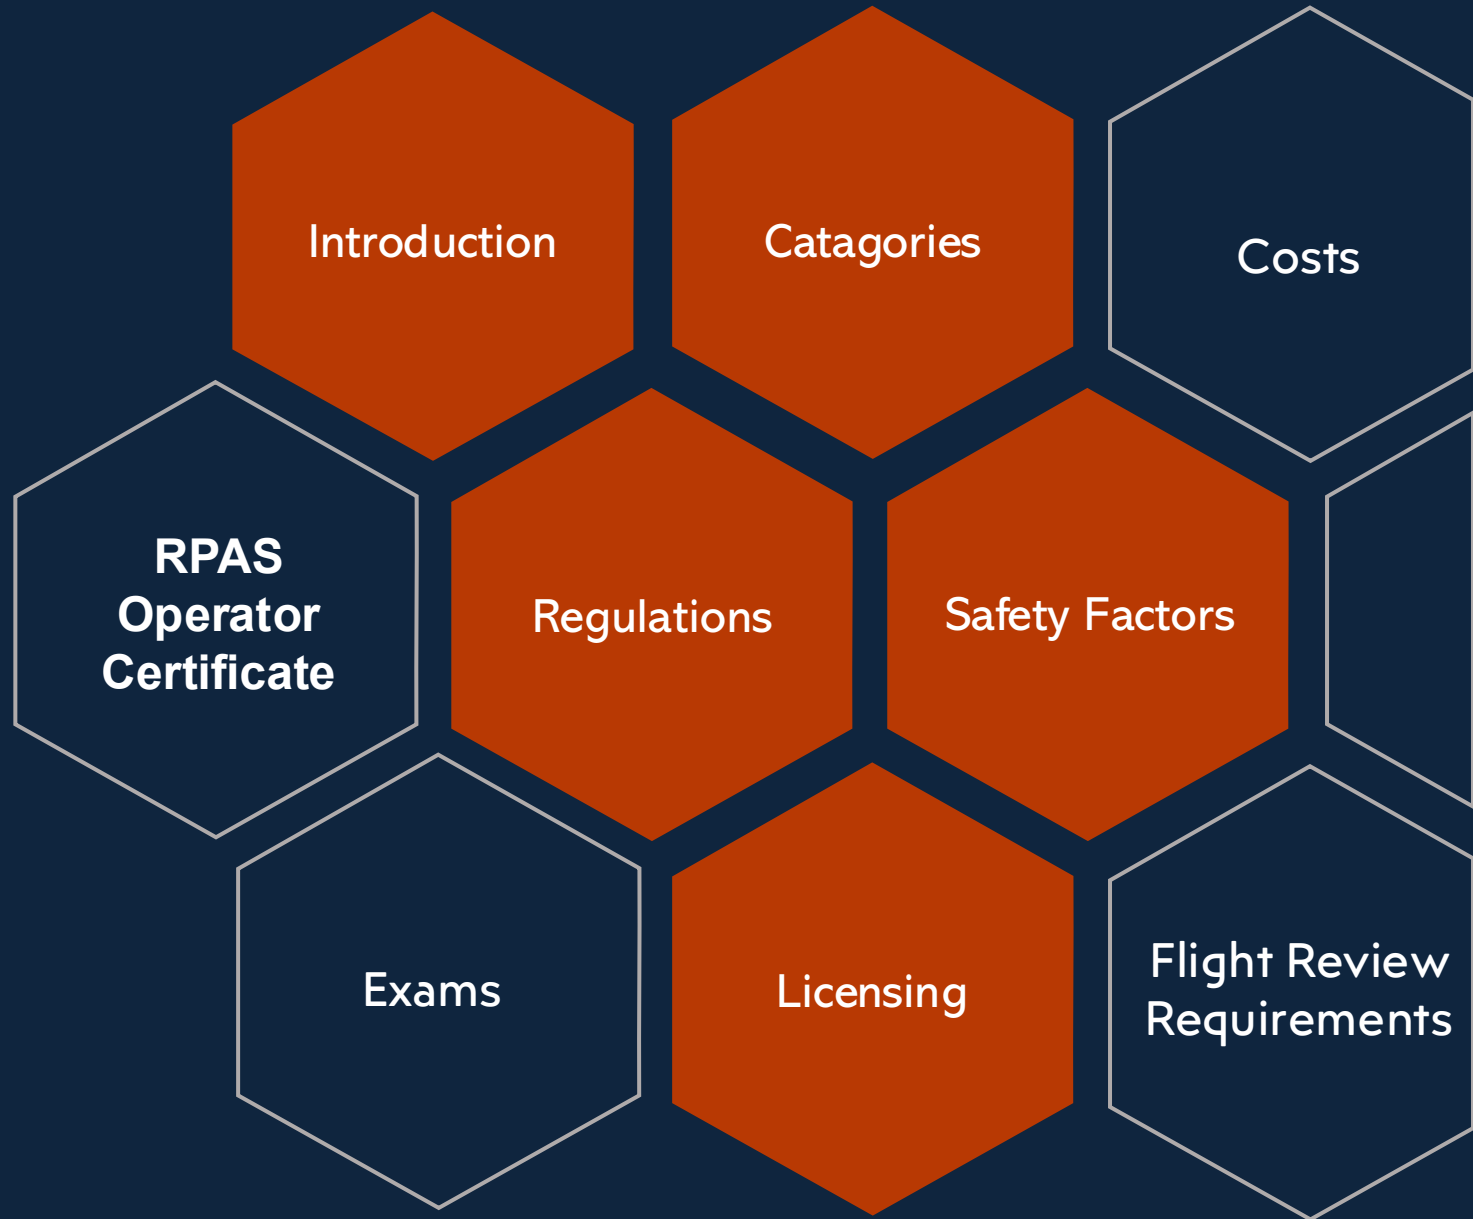 Introduction
Catagories
Costs
RPAS
Operator
Certificate
Regulations
Safety Factors
Exams
Licensing
Flight Review
Requirements